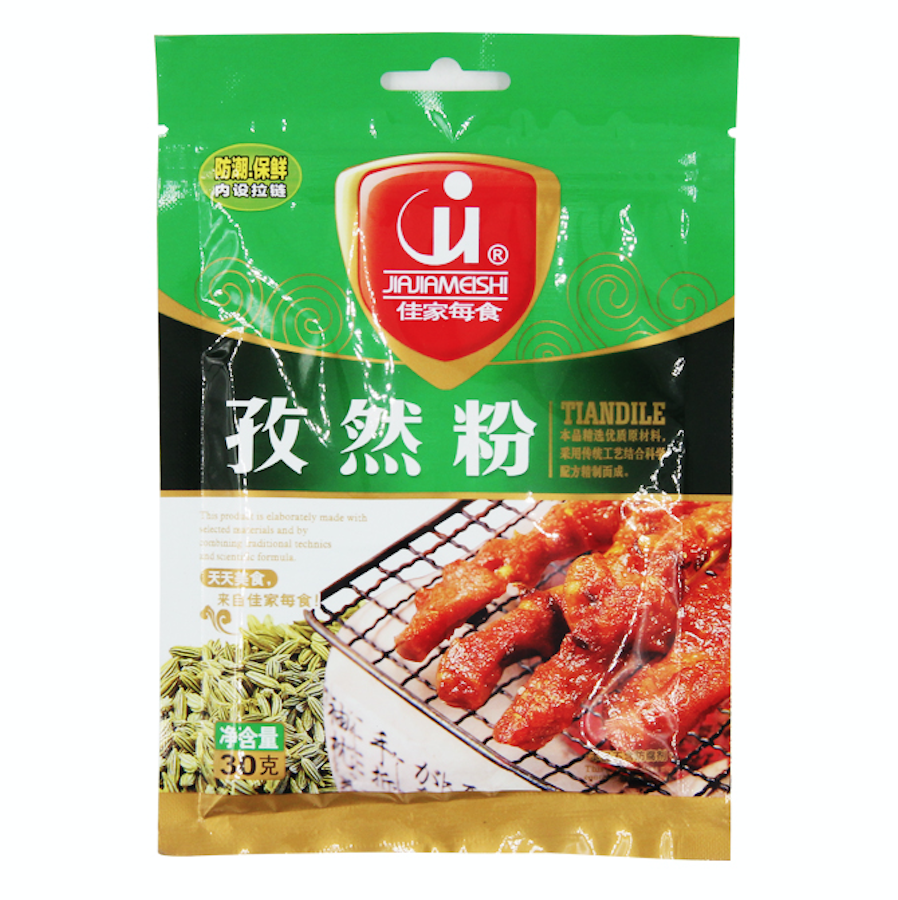 防潮.保鲜
内设拉链
®
JIAJIAMEISHI
佳家每食
孜然粉
TIANDILE
本品精选优质原材料,
采用传统工艺结合科学
配方精制而成。
This product is elaborately made with
selected materials and by
combining traditional technics
and scientific formula.
天天美食,
来自佳家每食!
净含量
30克